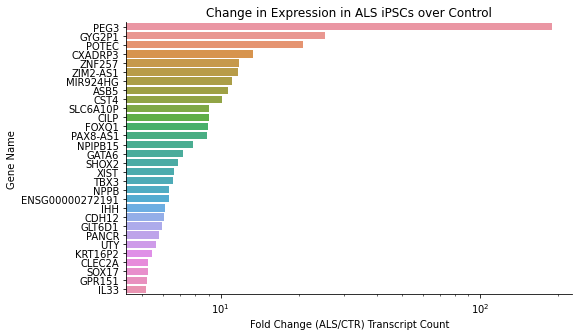 Change in Expression in ALS iPSCs over Control
PEG3
GYG2P1
POTEC
CXADRP3
ZNF257
ZIM2-AS1
MIR924HG
ASB5
CST4
SLC6A10P
CILP
FOXO1
PAX8-AS1
NPIPB15
GATA6
SHOX2
XIST
TBX3
NPPB
ENSG00000272191
IHH
CDH12
GLT6D1
PANCR
UTY
KRT16P2
CLEC2A
SOX17
GPR151
IL33
Gene Name
10¹ 10²
Fold Change (ALS/CTR) Transcript Count